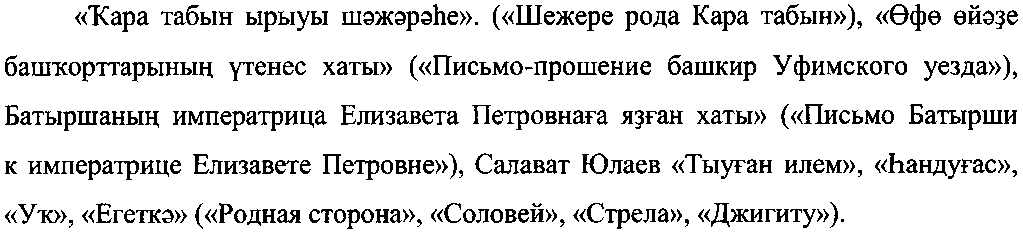 «Ҡара табын ырыуы шәжәрәһе». («Шежере рода Кара табын»), «Өфө өйәҙе
башҡорттарының үтенес хаты» («Письмо-прошение башкир Уфимского уезда»),
Батыршаның императрица Елизавета Петровнаға яҙған хаты» («Письмо Батырши
к императрице Елизавете Петровне»), Салават Юлаев «Тыуған илем», «Һандуғас»,
«Уҡ», «Егеткә» («Родная сторона», «Соловей», «Стрела», «Джигиту»).